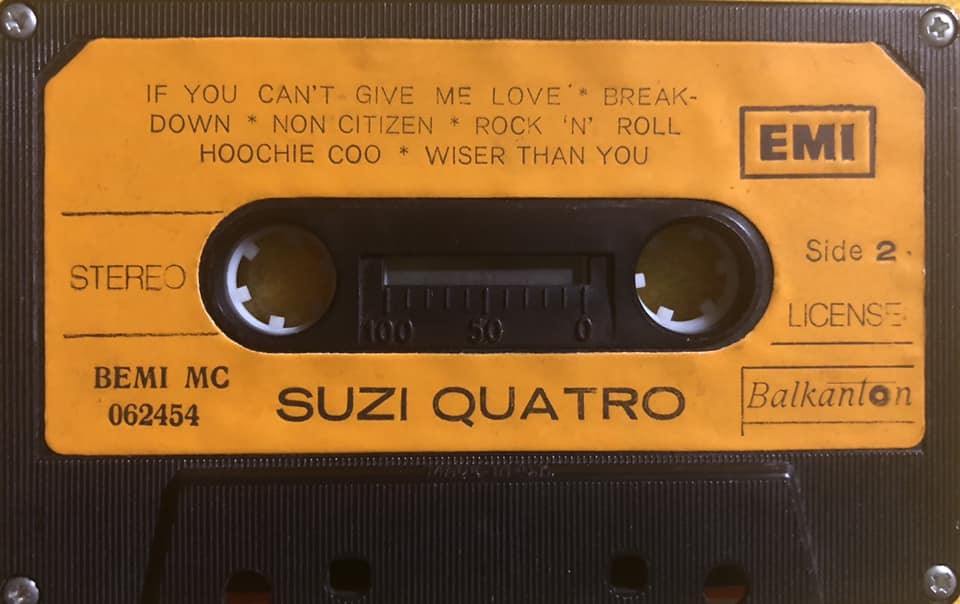 IF YOU CAN'T GIVE ME LOVE * BREAK-
DOWN * NON CITIZEN * ROCK 'N' ROLL
HOOCHIE COO * WISER THAN YOU
EMI
STEREO
Side 2
LICENSE
100 50 0
BEMI MC
062454
SUZI QUATRO
Balkanton